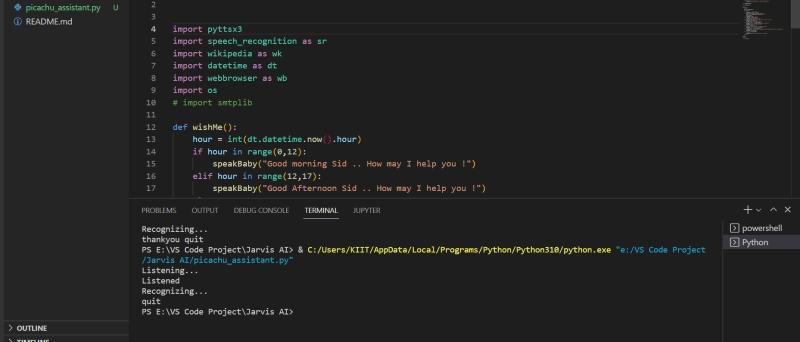 picachu_assistant.py U
README.md
OUTLINE
2
3
4 import pyttsx3
5 import speech_recognition as sr
6 import wikipedia as wk
7 import datetime as dt
8 import webbrowser as wb
9 import os
10 # import smtplib
11
12 def wishMe():
13 hour = int(dt.datetime.now().hour)
14 if hour in range(0,12):
15 speakBaby("Good morning Sid .. How may I help you !")
16 elif hour in range(12,17):
17 speakBaby("Good Afternoon Sid .. How may I help you !")
PROBLEMS OUTPUT DEBUG CONSOLE TERMINAL JUPYTER
Recognizing...
thankyou quit
PS E:\VS Code Project\Jarvis AI> & C:/Users/KIIT/AppData/Local/Programs/Python/Python310/python.exe "e:/VS Code Project
/Jarvis AI/picachu_assistant.py"
Listening...
Listened
Recognizing...
quit
PS E:\VS Code Project\Jarvis AI>
powershell
Python